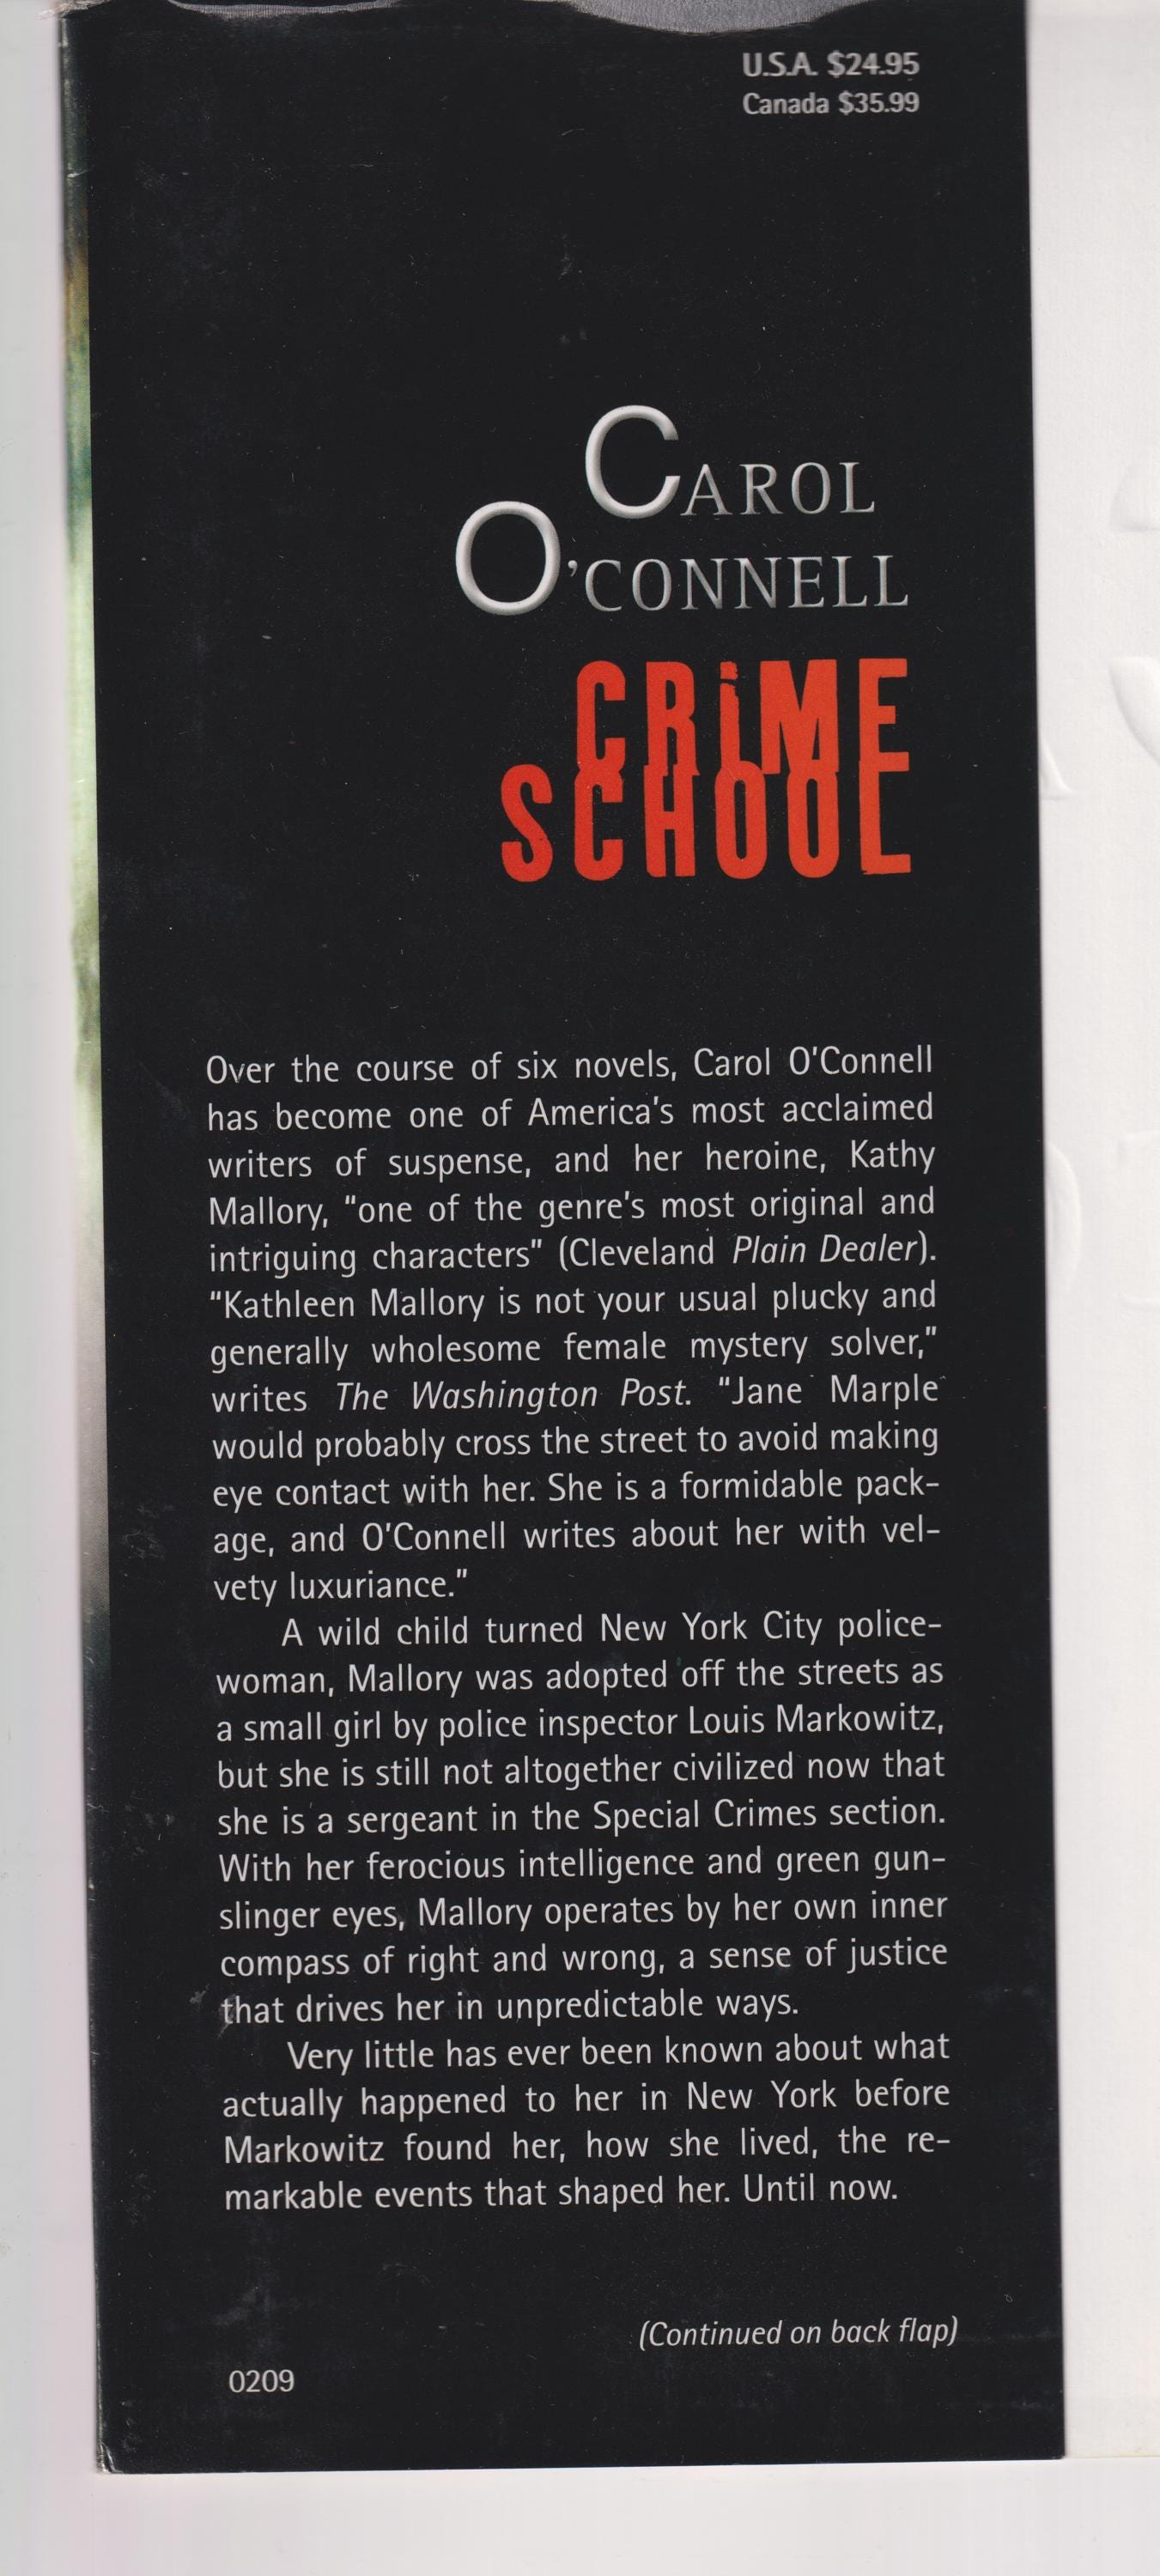 U.S.A. $24.95
Canada $35.99
CAROL
O'CONNELL
CRiME
SCHOOL
Over the course of six novels, Carol O'Connell
has become one of America's most acclaimed
writers of suspense, and her heroine, Kathy
Mallory, "one of the genre's most original and
intriguing characters" (Cleveland Plain Dealer).
"Kathleen Mallory is not your usual plucky and
generally wholesome female mystery solver,"
writes The Washington Post. "Jane Marple
would probably cross the street to avoid making
eye contact with her. She is a formidable pack-
age, and O'Connell writes about her with vel-
vety luxuriance."
A wild child turned New York City police-
woman, Mallory was adopted off the streets as
a small girl by police inspector Louis Markowitz,
but she is still not altogether civilized now that
she is a sergeant in the Special Crimes section.
With her ferocious intelligence and green gun-
slinger eyes, Mallory operates by her own inner
compass of right and wrong, a sense of justice
that drives her in unpredictable ways.
Very little has ever been known about what
actually happened to her in New York before
Markowitz found her, how she lived, the re-
markable events that shaped her. Until now.
(Continued on back flap)
0209